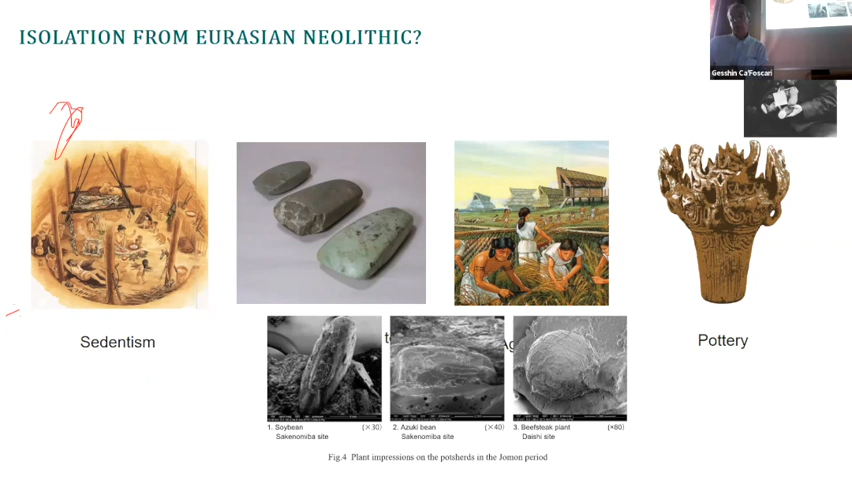 ISOLATION FROM EURASIAN NEOLITHIC?
Gesshin Ca'Foscari
Sedentism
Pottery
1. Soybean (×30)
Sakenomiba site
2. Azuki bean (×40)
Sakenomiba site
3. Beefsteak plant (×80)
Daishi site
Fig.4 Plant impressions on the potsherds in the Jomon period